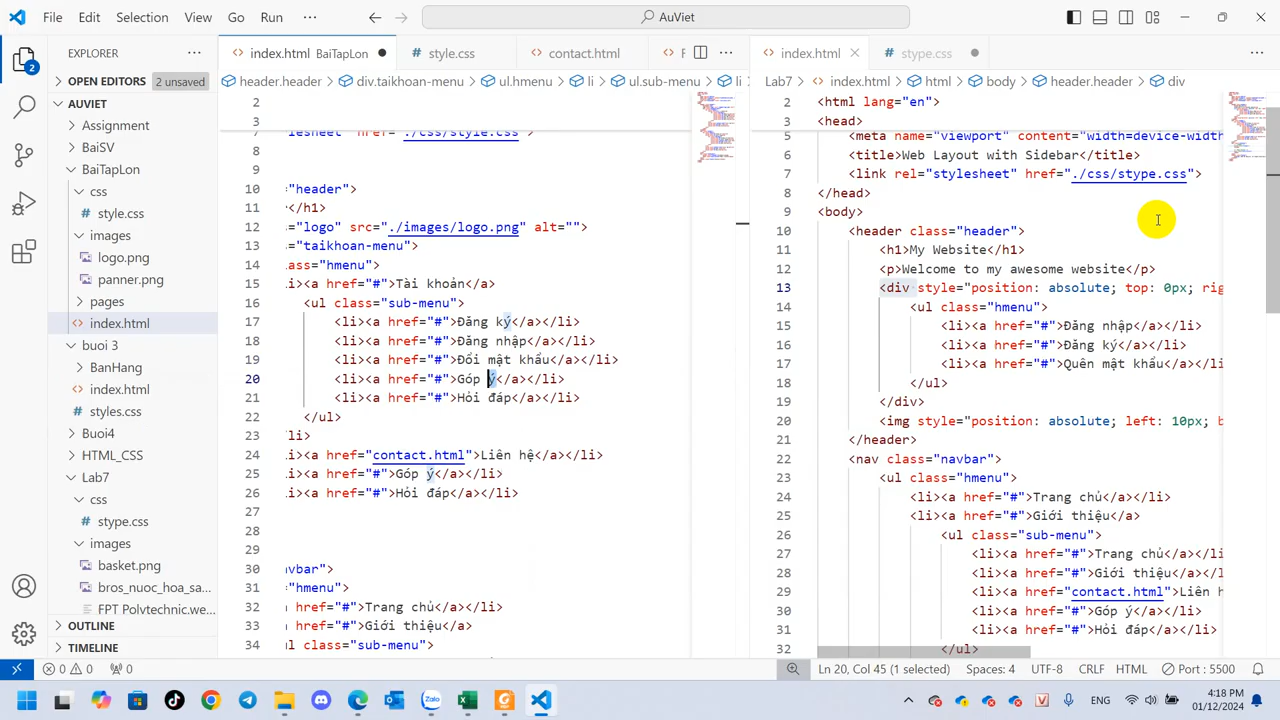 File Edit Selection View Go Run ··· AuViet
EXPLORER ···
OPEN EDITORS 2 unsaved
AUVIET
Assignment
BaiSV
BaiTapLon
css
style.css
images
logo.png
panner.png
pages
index.html
buoi 3
BanHang
index.html
styles.css
Buoi4
HTML_CSS
Lab7
css
stype.css
images
basket.png
bros_nuoc_hoa_sa...
FPT Polytechnic.we...
OUTLINE
TIMELINE
2
index.html BaiTapLon style.css contact.html
header.header > div.taikhoan-menu > ul.hmenu > li > ul.sub-menu > li
2
3
7 lesheet" href="./css/style.css">
8
9
10 ="header">
11 </h1>
12 ="logo" src="./images/logo.png" alt="">
13 ="taikhoan-menu">
14 lass="hmenu">
15 li><a href="#">Tài khoản</a>
16 <ul class="sub-menu">
17 <li><a href="#">Đăng ký</a></li>
18 <li><a href="#">Đăng nhập</a></li>
19 <li><a href="#">Đổi mật khẩu</a></li>
20 <li><a href="#">Góp ý</a></li>
21 <li><a href="#">Hỏi đáp</a></li>
22 </ul>
23 li>
24 li><a href="contact.html">Liên hệ</a></li>
25 li><a href="#">Góp ý</a></li>
26 li><a href="#">Hỏi đáp</a></li>
27
28
29
30 vbar">
31 "hmenu">
32 a href="#">Trang chủ</a></li>
33 a href="#">Giới thiệu</a>
34 l class="sub-menu">
index.html stype.css
Lab7 > index.html > html > body > header.header > div
2 <html lang="en">
3 <head>
5 <meta name="viewport" content="width=device-width
6 <title>Web Layout with Sidebar</title>
7 <link rel="stylesheet" href="./css/stype.css">
8 </head>
9 <body>
10 <header class="header">
11 <h1>My Website</h1>
12 <p>Welcome to my awesome website</p>
13 <div style="position: absolute; top: 0px; rig
14 <ul class="hmenu">
15 <li><a href="#">Đăng nhập</a></li>
16 <li><a href="#">Đăng ký</a></li>
17 <li><a href="#">Quên mật khẩu</a></li
18 </ul>
19 </div>
20 <img style="position: absolute; left: 10px; b
21 </header>
22 <nav class="navbar">
23 <ul class="hmenu">
24 <li><a href="#">Trang chủ</a></li>
25 <li><a href="#">Giới thiệu</a>
26 <ul class="sub-menu">
27 <li><a href="#">Trang chủ</a></li>
28 <li><a href="#">Giới thiệu</a></li>
29 <li><a href="contact.html">Liên h
30 <li><a href="#">Góp ý</a></li>
31 <li><a href="#">Hỏi đáp</a></li>
32 </ul>
0 0 0 Ln 20, Col 45 (1 selected) Spaces: 4 UTF-8 CRLF HTML Port : 5500
ENG 4:18 PM
01/12/2024